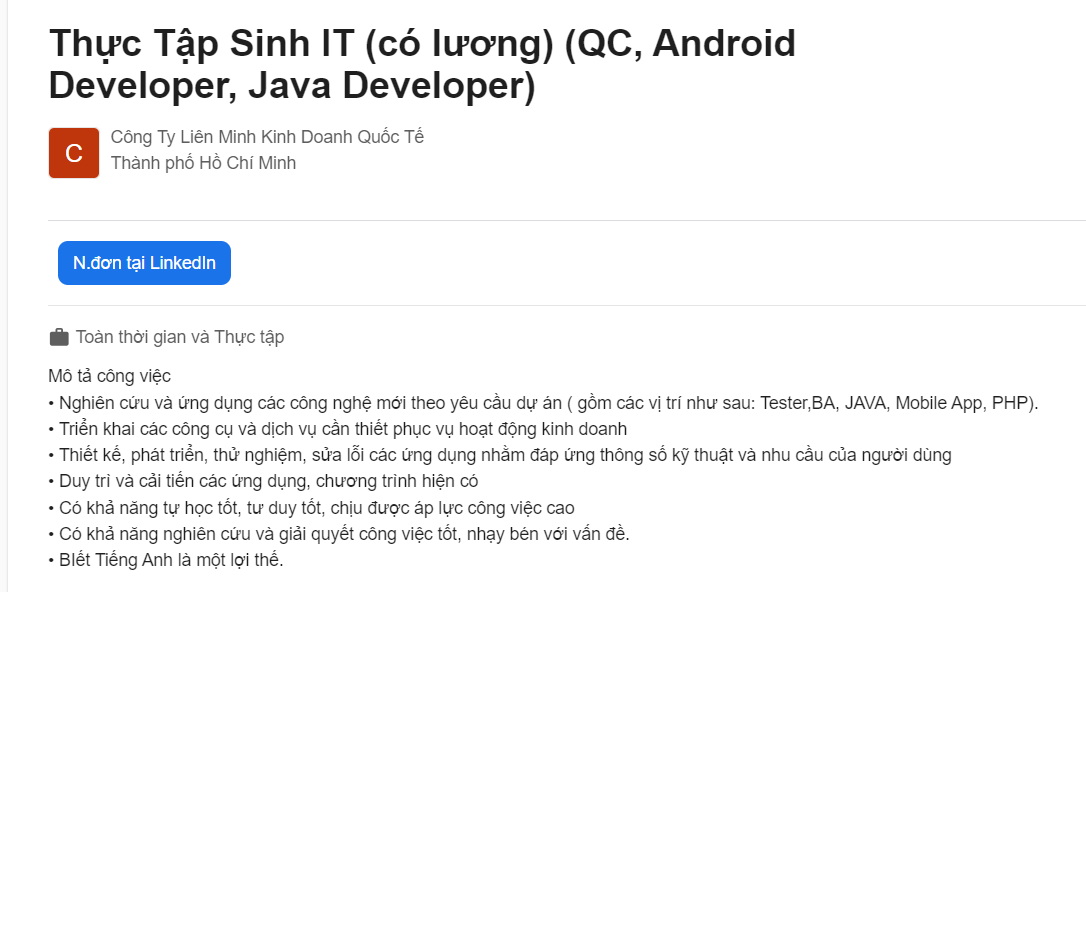 Thực Tập Sinh IT (có lương) (QC, Android
Developer, Java Developer)
C
Công Ty Liên Minh Kinh Doanh Quốc Tế
Thành phố Hồ Chí Minh
N.đơn tại LinkedIn
Toàn thời gian và Thực tập
Mô tả công việc
• Nghiên cứu và ứng dụng các công nghệ mới theo yêu cầu dự án ( gồm các vị trí như sau: Tester,BA, JAVA, Mobile App, PHP).
• Triển khai các công cụ và dịch vụ cần thiết phục vụ hoạt động kinh doanh
• Thiết kế, phát triển, thử nghiệm, sửa lỗi các ứng dụng nhằm đáp ứng thông số kỹ thuật và nhu cầu của người dùng
• Duy trì và cải tiến các ứng dụng, chương trình hiện có
• Có khả năng tự học tốt, tư duy tốt, chịu được áp lực công việc cao
• Có khả năng nghiên cứu và giải quyết công việc tốt, nhạy bén với vấn đề.
• BIết Tiếng Anh là một lợi thế.